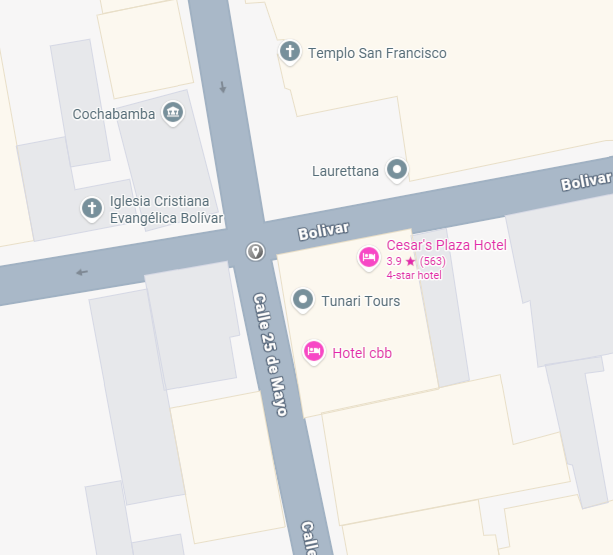 Templo San Francisco
Cochabamba
Laurettana
Bolivar
Iglesia Cristiana
Evangélica Bolívar
Bolivar
Cesar's Plaza Hotel
3.9 ★ (563)
4-star hotel
Tunari Tours
Calle 25 de Mayo
Hotel cbb
Calle